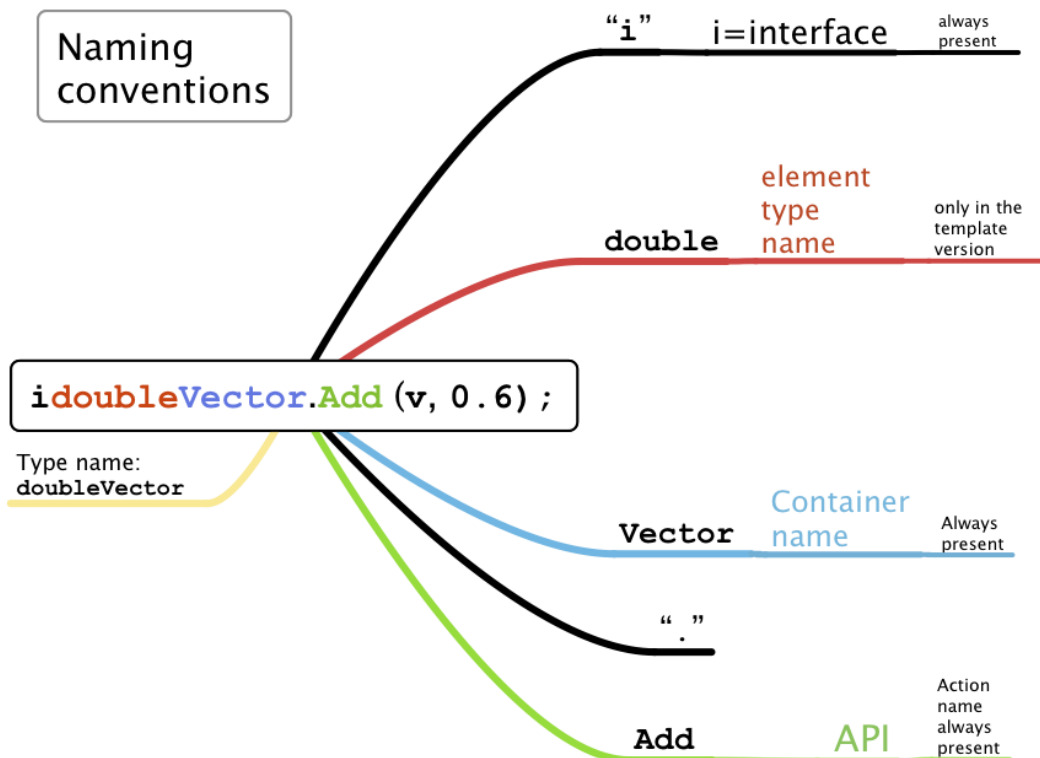 Naming
conventions
“i” i=interface
always
present
element
type
name
double
only in the
template
version
idoubleVector.Add(v, 0.6);
Type name:
doubleVector
Container
name
Vector
Always
present
“.”
Add
API
Action
name
always
present